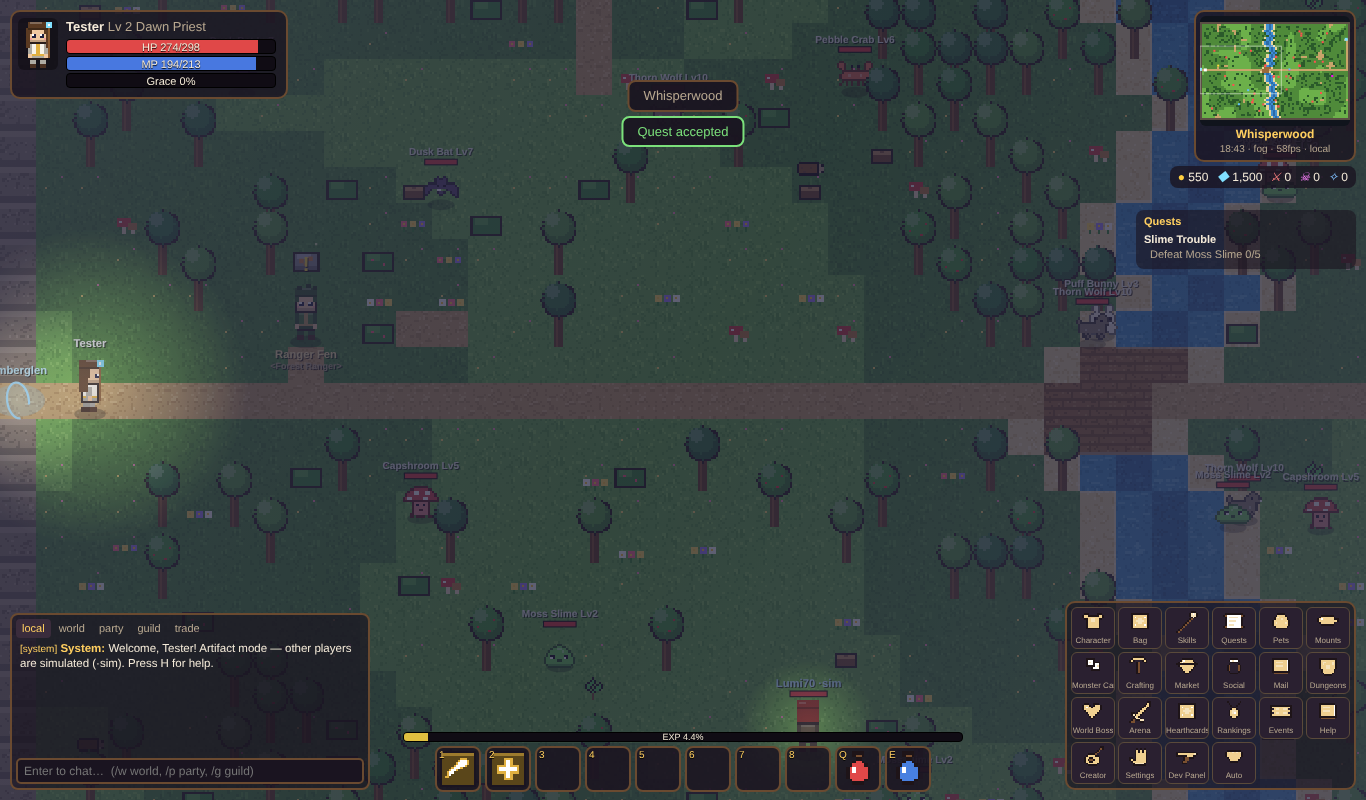 Tester Lv 2 Dawn Priest
HP 274/298
MP 194/213
Grace 0%
Whisperwood
Quest accepted
Whisperwood
18:43 · fog · 58fps · local
550 1,500 0 0 0
Quests
Slime Trouble
Defeat Moss Slime 0/5
Pebble Crab Lv6
Thorn Wolf Lv10
Dusk Bat Lv7
Puff Bunny Lv3
Thorn Wolf Lv10
Tester
Ranger Fen
<Forest Ranger>
mberglen
Capshroom Lv5
Thorn Wolf Lv10
Moss Slime Lv2
Capshroom Lv5
Moss Slime Lv2
Lumi70 ·sim
local world party guild trade
[system] System: Welcome, Tester! Artifact mode — other players
are simulated (·sim). Press H for help.
Enter to chat… (/w world, /p party, /g guild)
EXP 4.4%
1 2 3 4 5 6 7 8 Q E
Character Bag Skills Quests Pets Mounts
Monster Ca Crafting Market Social Mail Dungeons
World Boss Arena Hearthcards Rankings Events Help
Creator Settings Dev Panel Auto